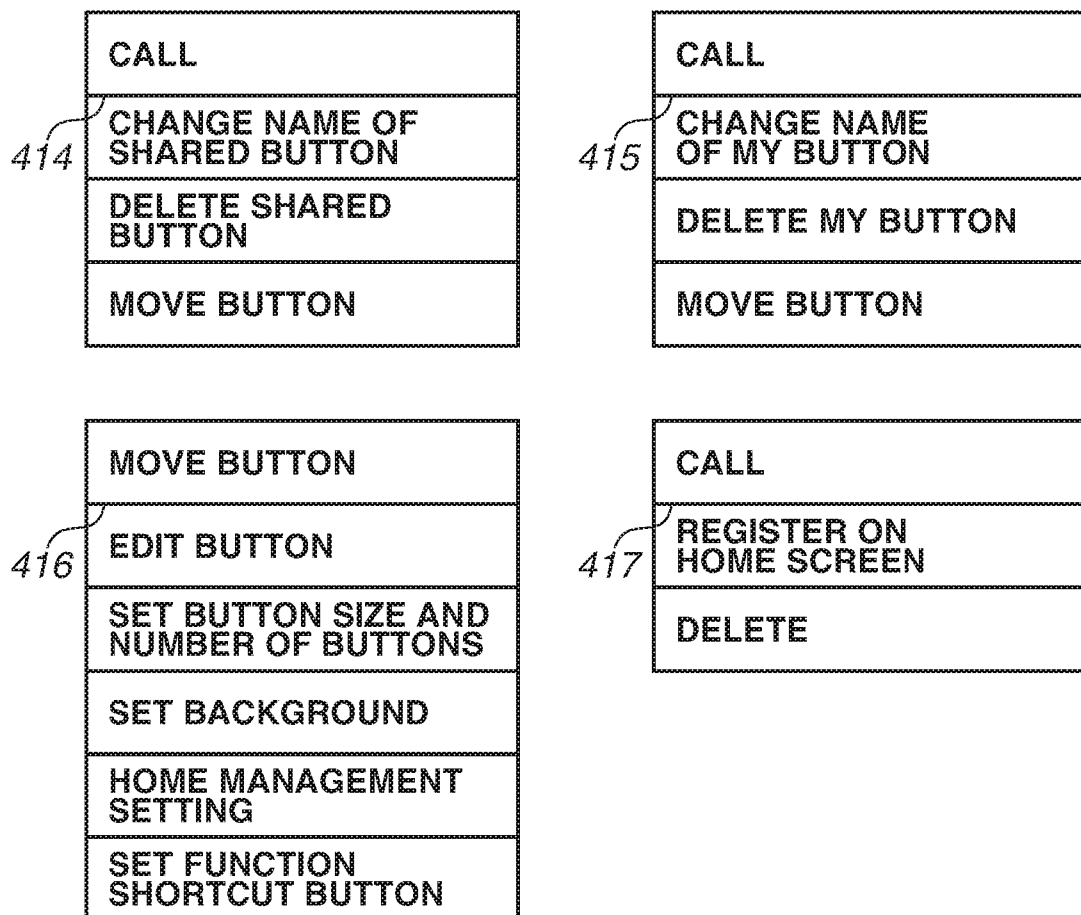 CALL
414
CHANGE NAME OF
SHARED BUTTON
DELETE SHARED
BUTTON
MOVE BUTTON
CALL
415
CHANGE NAME
OF MY BUTTON
DELETE MY BUTTON
MOVE BUTTON
MOVE BUTTON
416
EDIT BUTTON
SET BUTTON SIZE AND
NUMBER OF BUTTONS
SET BACKGROUND
HOME MANAGEMENT
SETTING
SET FUNCTION
SHORTCUT BUTTON
CALL
417
REGISTER ON
HOME SCREEN
DELETE